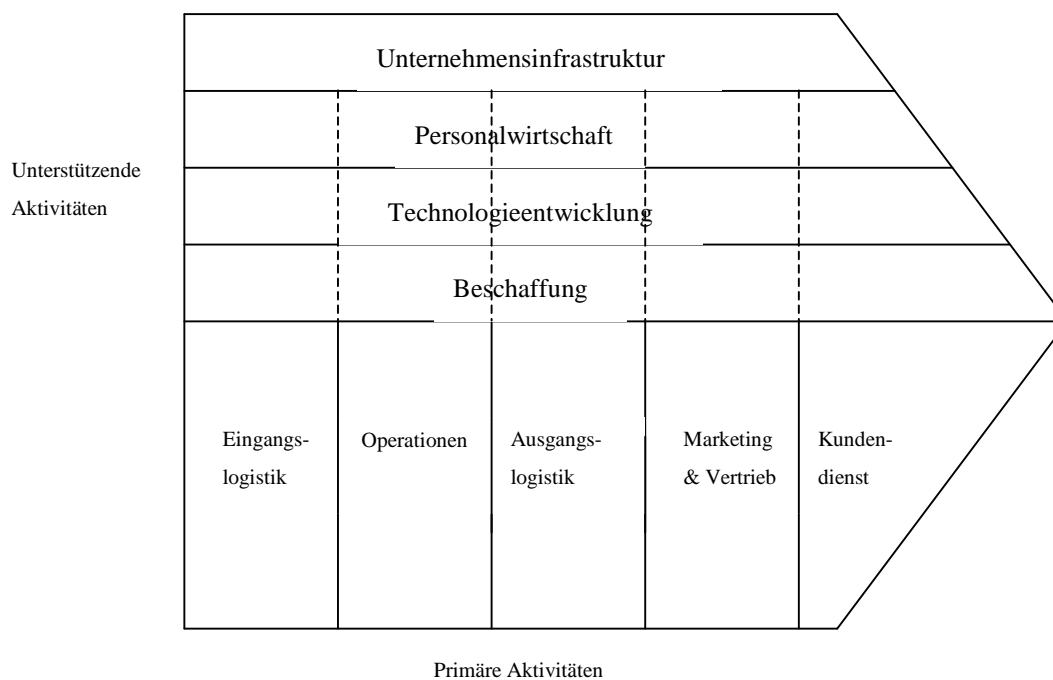 Unternehmensinfrastruktur
Personalwirtschaft
Unterstützende
Aktivitäten
Technologieentwicklung
Beschaffung
Eingangs-
logistik
Operationen
Ausgangs-
logistik
Marketing
& Vertrieb
Kunden-
dienst
Primäre Aktivitäten